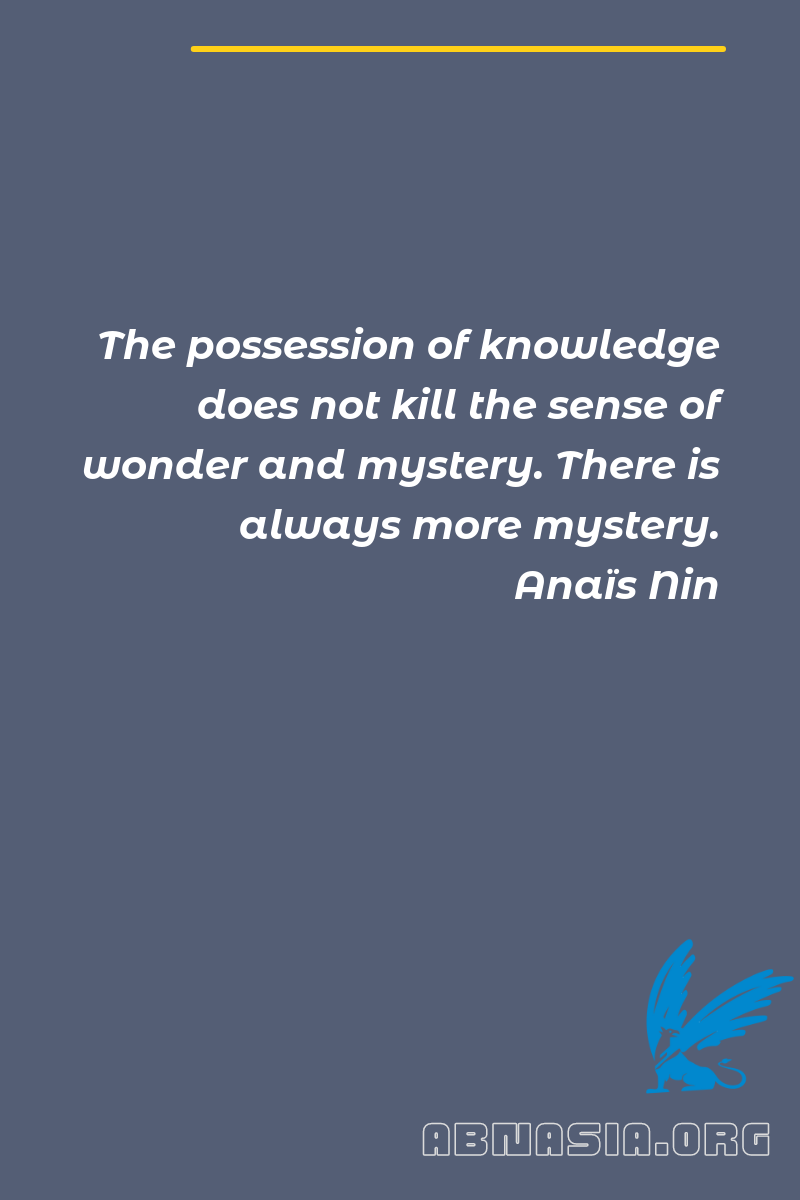 The possession of knowledge
does not kill the sense of
wonder and mystery. There is
always more mystery.
Anaïs Nin
ABNASIA.ORG